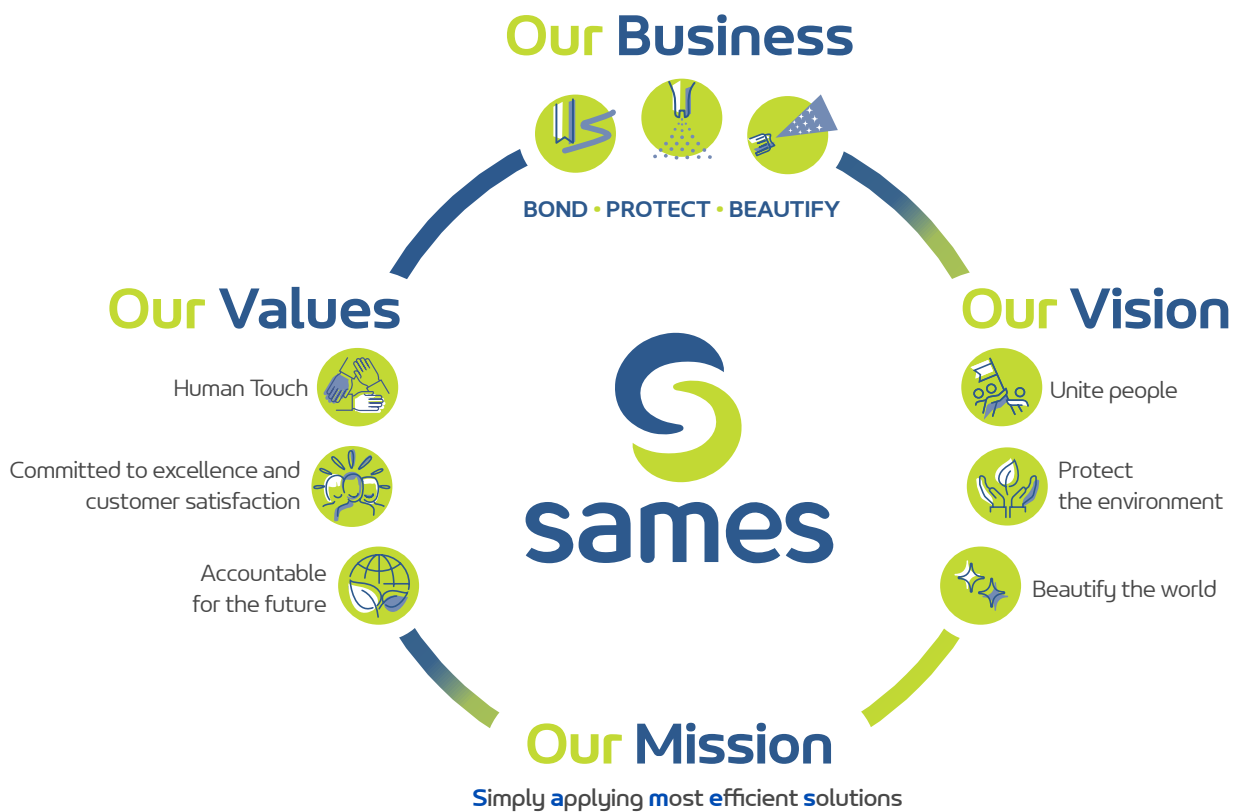 Our Business
BOND • PROTECT • BEAUTIFY
Our Values
Human Touch
Committed to excellence and
customer satisfaction
Accountable
for the future
sames
Our Vision
Unite people
Protect
the environment
Beautify the world
Our Mission
Simply applying most efficient solutions